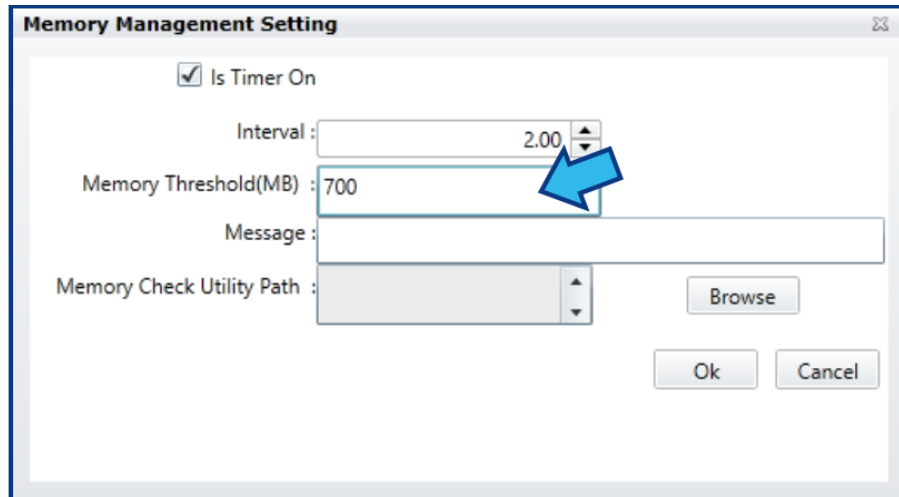 Memory Management Setting
Is Timer On
Interval : 2.00
Memory Threshold(MB) : 700
Message :
Memory Check Utility Path : Browse
Ok Cancel